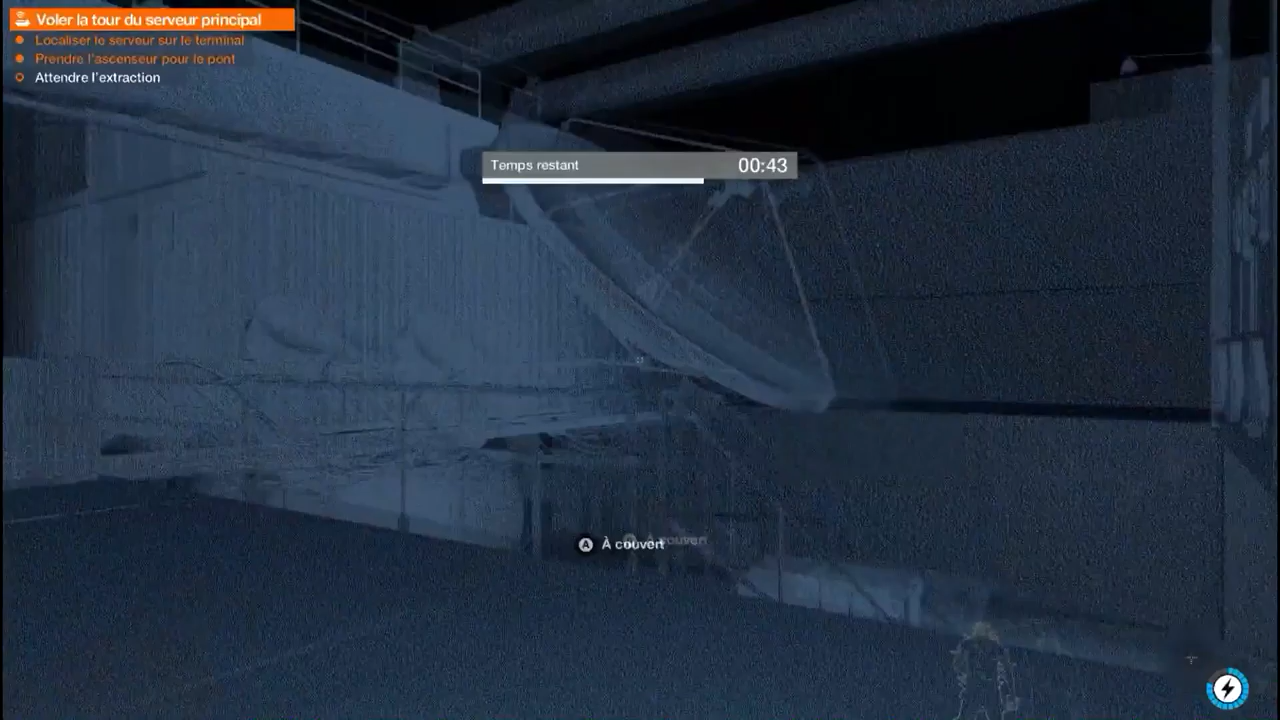 Voler la tour du serveur principal
Localiser le serveur sur le terminal
Prendre l'ascenseur pour le pont
Attendre l'extraction
Temps restant 00:43
A À couvert
À couvert